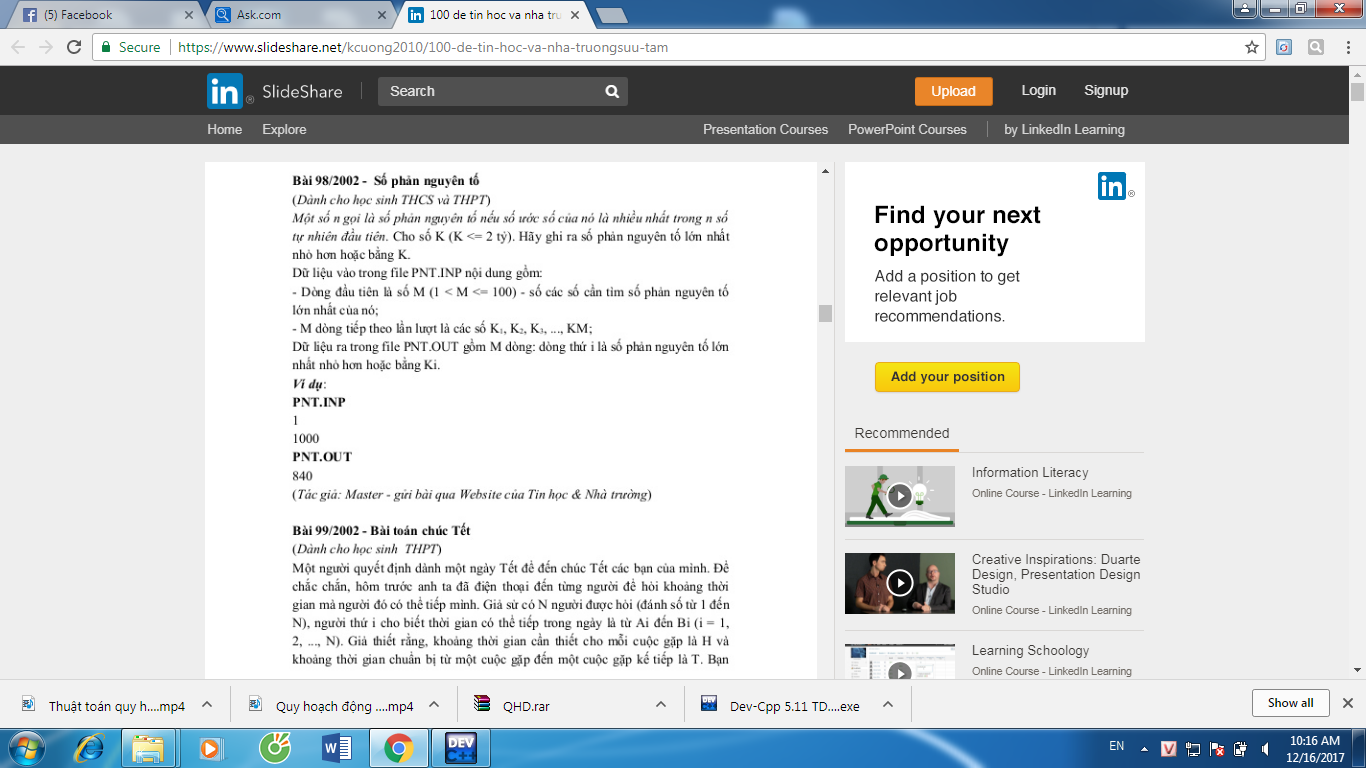 (5) Facebook
Ask.com
100 de tin hoc va nha tru
Secure
https://www.slideshare.net/kcuong2010/100-de-tin-hoc-va-nha-truongsuu-tam
in ® SlideShare
Search
Upload
Login
Signup
Home
Explore
Presentation Courses
PowerPoint Courses
by LinkedIn Learning
Bài 98/2002 - Số phản nguyên tố
(Dành cho học sinh THCS và THPT)
Một số n gọi là số phản nguyên tố nếu số ước số của nó là nhiều nhất trong n số
tự nhiên đầu tiên. Cho số K (K <= 2 tỷ). Hãy ghi ra số phản nguyên tố lớn nhất
nhỏ hơn hoặc bằng K.
Dữ liệu vào trong file PNT.INP nội dung gồm:
- Dòng đầu tiên là số M (1 < M <= 100) - số các số cần tìm số phản nguyên tố
lớn nhất của nó;
- M dòng tiếp theo lần lượt là các số K₁, K₂, K₃, ..., KM;
Dữ liệu ra trong file PNT.OUT gồm M dòng: dòng thứ i là số phản nguyên tố lớn
nhất nhỏ hơn hoặc bằng Ki.
Ví dụ:
PNT.INP
1
1000
PNT.OUT
840
(Tác giả: Master - gửi bài qua Website của Tin học & Nhà trường)
Bài 99/2002 - Bài toán chúc Tết
(Dành cho học sinh THPT)
Một người quyết định dành một ngày Tết để đến chúc Tết các bạn của mình. Để
chắc chắn, hôm trước anh ta đã điện thoại đến từng người để hỏi khoảng thời
gian mà người đó có thể tiếp mình. Giả sử có N người được hỏi (đánh số từ 1 đến
N), người thứ i cho biết thời gian có thể tiếp trong ngày là từ Ai đến Bi (i = 1,
2, ..., N). Giả thiết rằng, khoảng thời gian cần thiết cho mỗi cuộc gặp là H và
khoảng thời gian chuẩn bị từ một cuộc gặp đến một cuộc gặp kế tiếp là T. Bạn
in ®
Find your next
opportunity
Add a position to get
relevant job
recommendations.
Add your position
Recommended
Information Literacy
Online Course - LinkedIn Learning
Creative Inspirations: Duarte
Design, Presentation Design
Studio
Online Course - LinkedIn Learning
Learning Schoology
Online Course - LinkedIn Learning
Thuật toán quy h....mp4
Quy hoạch động ....mp4
QHD.rar
Dev-Cpp 5.11 TD....exe
Show all
DEV
C++
EN
10:16 AM
12/16/2017